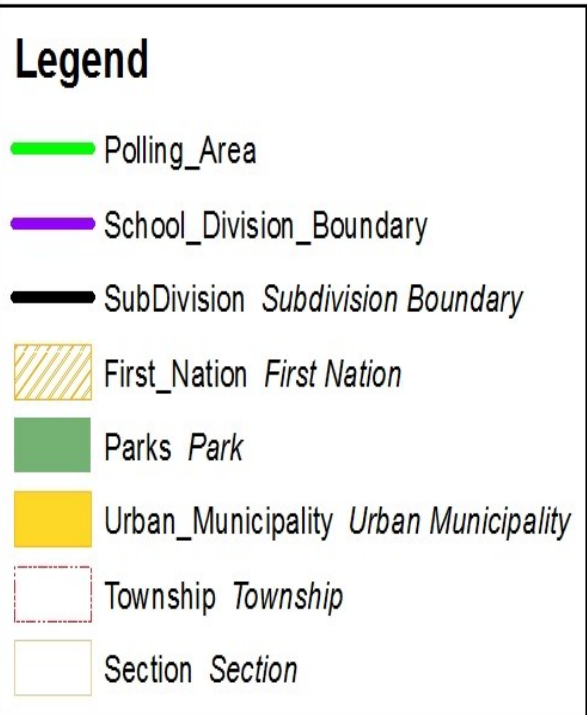 Legend
Polling_Area
School_Division_Boundary
SubDivision Subdivision Boundary
First_Nation First Nation
Parks Park
Urban_Municipality Urban Municipality
Township Township
Section Section